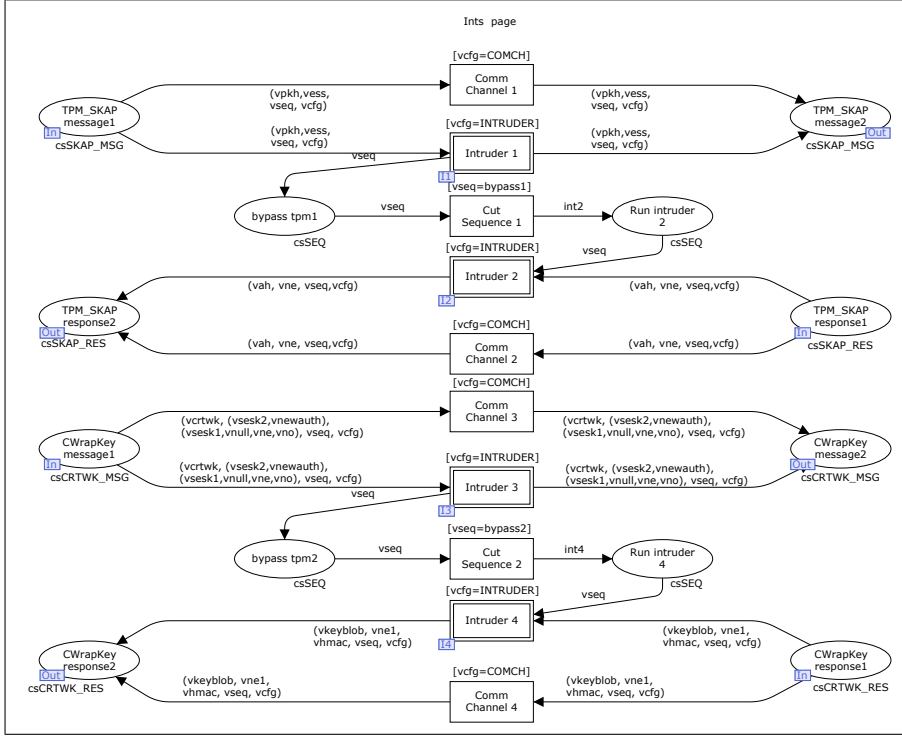 Ints page
[vcfg=COMCH]
Comm
Channel 1
TPM_SKAP
message1
In
csSKAP_MSG
(vpkh,vess,
vseq, vcfg)
(vpkh,vess,
vseq, vcfg)
TPM_SKAP
message2
Out
csSKAP_MSG
[vcfg=INTRUDER]
(vpkh,vess,
vseq, vcfg)
Intruder 1
I1
(vpkh,vess,
vseq, vcfg)
vseq
[vseq=bypass1]
bypass tpm1
csSEQ
vseq
Cut
Sequence 1
int2
Run intruder
2
csSEQ
vseq
[vcfg=INTRUDER]
Intruder 2
I2
(vah, vne, vseq,vcfg)
(vah, vne, vseq,vcfg)
TPM_SKAP
response2
Out
csSKAP_RES
TPM_SKAP
response1
In
csSKAP_RES
[vcfg=COMCH]
(vah, vne, vseq,vcfg)
Comm
Channel 2
(vah, vne, vseq,vcfg)
[vcfg=COMCH]
Comm
Channel 3
(vcrtwk, (vsesk2,vnewauth),
(vsesk1,vnull,vne,vno), vseq, vcfg)
(vcrtwk, (vsesk2,vnewauth),
(vsesk1,vnull,vne,vno), vseq, vcfg)
CWrapKey
message1
In
csCRTWK_MSG
CWrapKey
message2
Out
csCRTWK_MSG
[vcfg=INTRUDER]
(vcrtwk, (vsesk2,vnewauth),
(vsesk1,vnull,vne,vno), vseq, vcfg)
Intruder 3
I3
(vcrtwk, (vsesk2,vnewauth),
(vsesk1,vnull,vne,vno), vseq, vcfg)
vseq
[vseq=bypass2]
bypass tpm2
csSEQ
vseq
Cut
Sequence 2
int4
Run intruder
4
csSEQ
vseq
[vcfg=INTRUDER]
Intruder 4
I4
(vkeyblob, vne1,
vhmac, vseq, vcfg)
(vkeyblob, vne1,
vhmac, vseq, vcfg)
CWrapKey
response2
Out
csCRTWK_RES
CWrapKey
response1
In
csCRTWK_RES
[vcfg=COMCH]
(vkeyblob, vne1,
vhmac, vseq, vcfg)
Comm
Channel 4
(vkeyblob, vne1,
vhmac, vseq, vcfg)